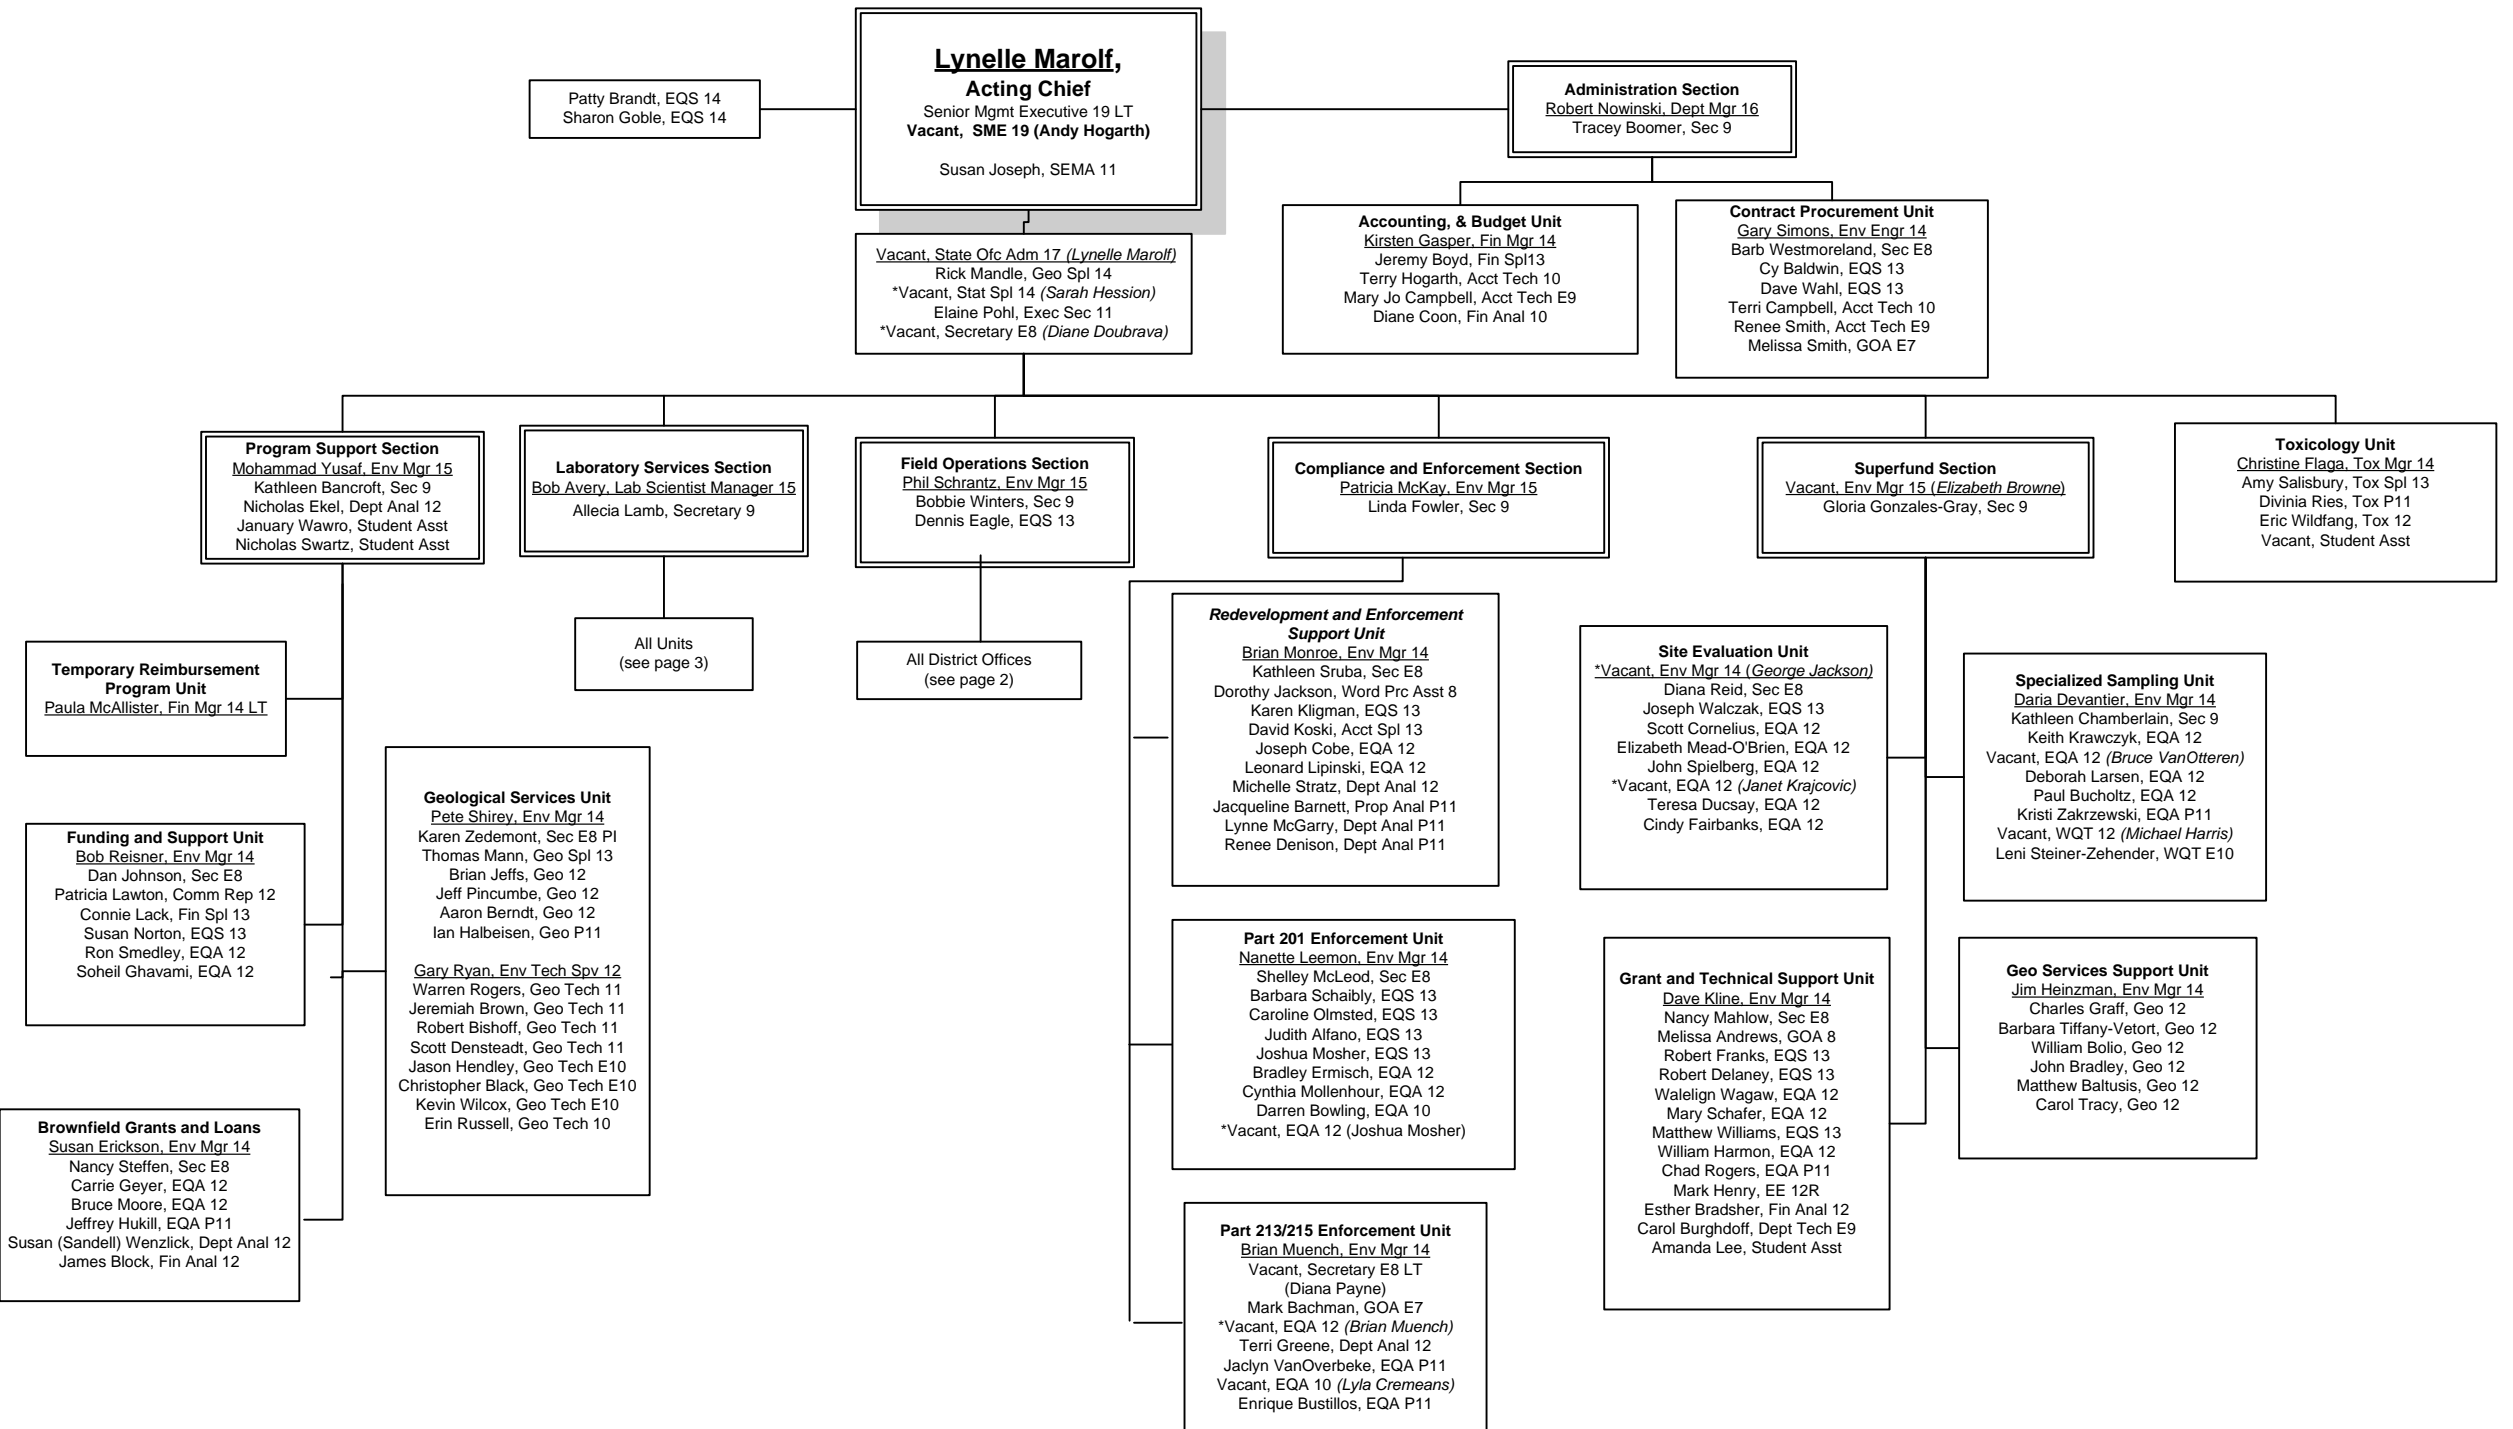 Lynelle Marolf,
Acting Chief
Senior Mgmt Executive 19 LT
Vacant,  SME 19 (Andy Hogarth)
Susan Joseph, SEMA 11
Patty Brandt, EQS 14
Sharon Goble, EQS 14
Administration Section
Robert Nowinski, Dept Mgr 16
Tracey Boomer, Sec 9
Accounting, & Budget Unit
Kirsten Gasper, Fin Mgr 14
Jeremy Boyd, Fin Spl13
Terry Hogarth, Acct Tech 10
Mary Jo Campbell, Acct Tech E9
Diane Coon, Fin Anal 10
Contract Procurement Unit
Gary Simons, Env Engr 14
Barb Westmoreland, Sec E8
Cy Baldwin, EQS 13
Dave Wahl, EQS 13
Terri Campbell, Acct Tech 10
Renee Smith, Acct Tech E9
Melissa Smith, GOA E7
Vacant, State Ofc Adm 17 (Lynelle Marolf)
Rick Mandle, Geo Spl 14
*Vacant, Stat Spl 14 (Sarah Hession)
Elaine Pohl, Exec Sec 11
*Vacant, Secretary E8 (Diane Doubrava)
Program Support Section
Mohammad Yusaf, Env Mgr 15
Kathleen Bancroft, Sec 9
Nicholas Ekel, Dept Anal 12
January Wawro, Student Asst
Nicholas Swartz, Student Asst
Laboratory Services Section
Bob Avery, Lab Scientist Manager 15
Allecia Lamb, Secretary 9
Field Operations Section
Phil Schrantz, Env Mgr 15
Bobbie Winters, Sec 9
Dennis Eagle, EQS 13
Compliance and Enforcement Section
Patricia McKay, Env Mgr 15
Linda Fowler, Sec 9
Superfund Section
Vacant, Env Mgr 15 (Elizabeth Browne)
Gloria Gonzales-Gray, Sec 9
Toxicology Unit
Christine Flaga, Tox Mgr 14
Amy Salisbury, Tox Spl 13
Divinia Ries, Tox P11
Eric Wildfang, Tox 12
Vacant, Student Asst
Temporary Reimbursement
Program Unit
Paula McAllister, Fin Mgr 14 LT
Funding and Support Unit
Bob Reisner, Env Mgr 14
Dan Johnson, Sec E8
Patricia Lawton, Comm Rep 12
Connie Lack, Fin Spl 13
Susan Norton, EQS 13
Ron Smedley, EQA 12
Soheil Ghavami, EQA 12
Brownfield Grants and Loans
Susan Erickson, Env Mgr 14
Nancy Steffen, Sec E8
Carrie Geyer, EQA 12
Bruce Moore, EQA 12
Jeffrey Hukill, EQA P11
Susan (Sandell) Wenzlick, Dept Anal 12
James Block, Fin Anal 12
Geological Services Unit
Pete Shirey, Env Mgr 14
Karen Zedemont, Sec E8 PI
Thomas Mann, Geo Spl 13
Brian Jeffs, Geo 12
Jeff Pincumbe, Geo 12
Aaron Berndt, Geo 12
Ian Halbeisen, Geo P11
Gary Ryan, Env Tech Spv 12
Warren Rogers, Geo Tech 11
Jeremiah Brown, Geo Tech 11
Robert Bishoff, Geo Tech 11
Scott Densteadt, Geo Tech 11
Jason Hendley, Geo Tech E10
Christopher Black, Geo Tech E10
Kevin Wilcox, Geo Tech E10
Erin Russell, Geo Tech 10
All Units
(see page 3)
All District Offices
(see page 2)
Redevelopment and Enforcement
Support Unit
Brian Monroe, Env Mgr 14
Kathleen Sruba, Sec E8
Dorothy Jackson, Word Prc Asst 8
Karen Kligman, EQS 13
David Koski, Acct Spl 13
Joseph Cobe, EQA 12
Leonard Lipinski, EQA 12
Michelle Stratz, Dept Anal 12
Jacqueline Barnett, Prop Anal P11
Lynne McGarry, Dept Anal P11
Renee Denison, Dept Anal P11
Part 201 Enforcement Unit
Nanette Leemon, Env Mgr 14
Shelley McLeod, Sec E8
Barbara Schaibly, EQS 13
Caroline Olmsted, EQS 13
Judith Alfano, EQS 13
Joshua Mosher, EQS 13
Bradley Ermisch, EQA 12
Cynthia Mollenhour, EQA 12
Darren Bowling, EQA 10
*Vacant, EQA 12 (Joshua Mosher)
Part 213/215 Enforcement Unit
Brian Muench, Env Mgr 14
Vacant, Secretary E8 LT
(Diana Payne)
Mark Bachman, GOA E7
*Vacant, EQA 12 (Brian Muench)
Terri Greene, Dept Anal 12
Jaclyn VanOverbeke, EQA P11
Vacant, EQA 10 (Lyla Cremeans)
Enrique Bustillos, EQA P11
Site Evaluation Unit
*Vacant, Env Mgr 14 (George Jackson)
Diana Reid, Sec E8
Joseph Walczak, EQS 13
Scott Cornelius, EQA 12
Elizabeth Mead-O'Brien, EQA 12
John Spielberg, EQA 12
*Vacant, EQA 12 (Janet Krajcovic)
Teresa Ducsay, EQA 12
Cindy Fairbanks, EQA 12
Specialized Sampling Unit
Daria Devantier, Env Mgr 14
Kathleen Chamberlain, Sec 9
Keith Krawczyk, EQA 12
Vacant, EQA 12 (Bruce VanOtteren)
Deborah Larsen, EQA 12
Paul Bucholtz, EQA 12
Kristi Zakrzewski, EQA P11
Vacant, WQT 12 (Michael Harris)
Leni Steiner-Zehender, WQT E10
Grant and Technical Support Unit
Dave Kline, Env Mgr 14
Nancy Mahlow, Sec E8
Melissa Andrews, GOA 8
Robert Franks, EQS 13
Robert Delaney, EQS 13
Walelign Wagaw, EQA 12
Mary Schafer, EQA 12
Matthew Williams, EQS 13
William Harmon, EQA 12
Chad Rogers, EQA P11
Mark Henry, EE 12R
Esther Bradsher, Fin Anal 12
Carol Burghdoff, Dept Tech E9
Amanda Lee, Student Asst
Geo Services Support Unit
Jim Heinzman, Env Mgr 14
Charles Graff, Geo 12
Barbara Tiffany-Vetort, Geo 12
William Bolio, Geo 12
John Bradley, Geo 12
Matthew Baltusis, Geo 12
Carol Tracy, Geo 12